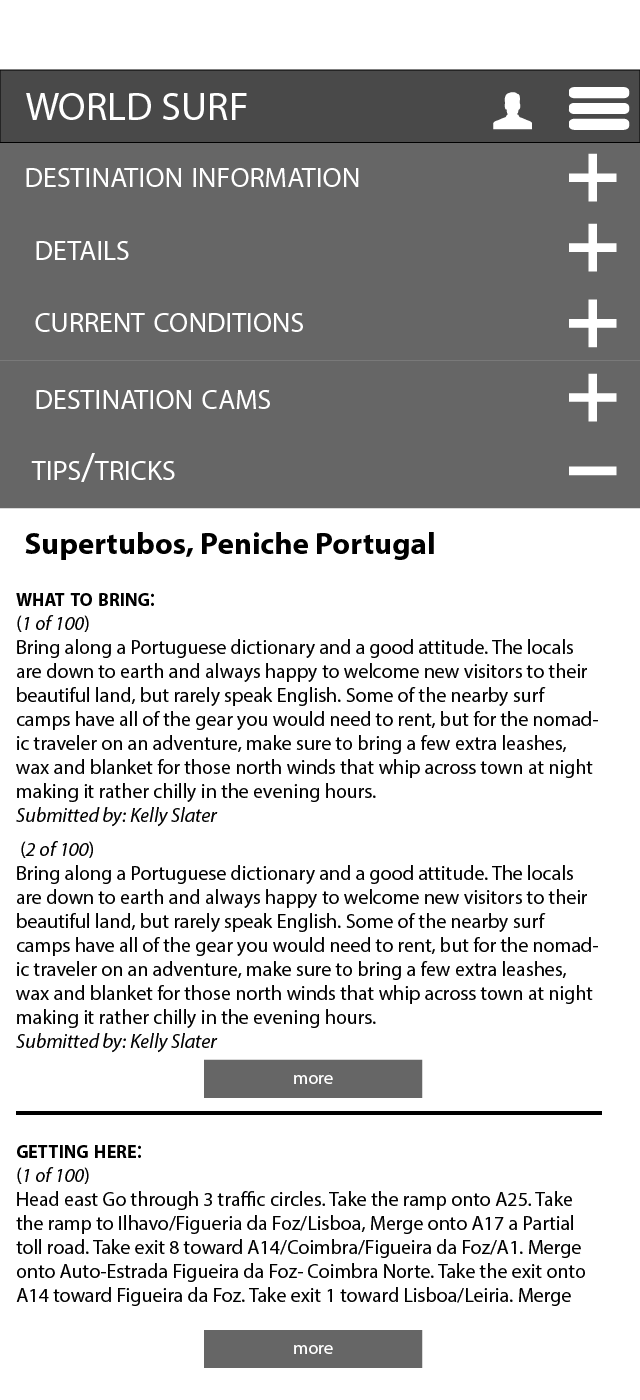 WORLD SURF
DESTINATION INFORMATION
DETAILS
CURRENT CONDITIONS
DESTINATION CAMS
TIPS/TRICKS
Supertubos, Peniche Portugal
WHAT TO BRING:
(1 of 100)
Bring along a Portuguese dictionary and a good attitude. The locals
are down to earth and always happy to welcome new visitors to their
beautiful land, but rarely speak English. Some of the nearby surf
camps have all of the gear you would need to rent, but for the nomad-
ic traveler on an adventure, make sure to bring a few extra leashes,
wax and blanket for those north winds that whip across town at night
making it rather chilly in the evening hours.
Submitted by: Kelly Slater
(2 of 100)
Bring along a Portuguese dictionary and a good attitude. The locals
are down to earth and always happy to welcome new visitors to their
beautiful land, but rarely speak English. Some of the nearby surf
camps have all of the gear you would need to rent, but for the nomad-
ic traveler on an adventure, make sure to bring a few extra leashes,
wax and blanket for those north winds that whip across town at night
making it rather chilly in the evening hours.
Submitted by: Kelly Slater
more
GETTING HERE:
(1 of 100)
Head east Go through 3 traffic circles. Take the ramp onto A25. Take
the ramp to Ilhavo/Figueria da Foz/Lisboa, Merge onto A17 a Partial
toll road. Take exit 8 toward A14/Coimbra/Figueira da Foz/A1. Merge
onto Auto-Estrada Figueira da Foz- Coimbra Norte. Take the exit onto
A14 toward Figueira da Foz. Take exit 1 toward Lisboa/Leiria. Merge
more